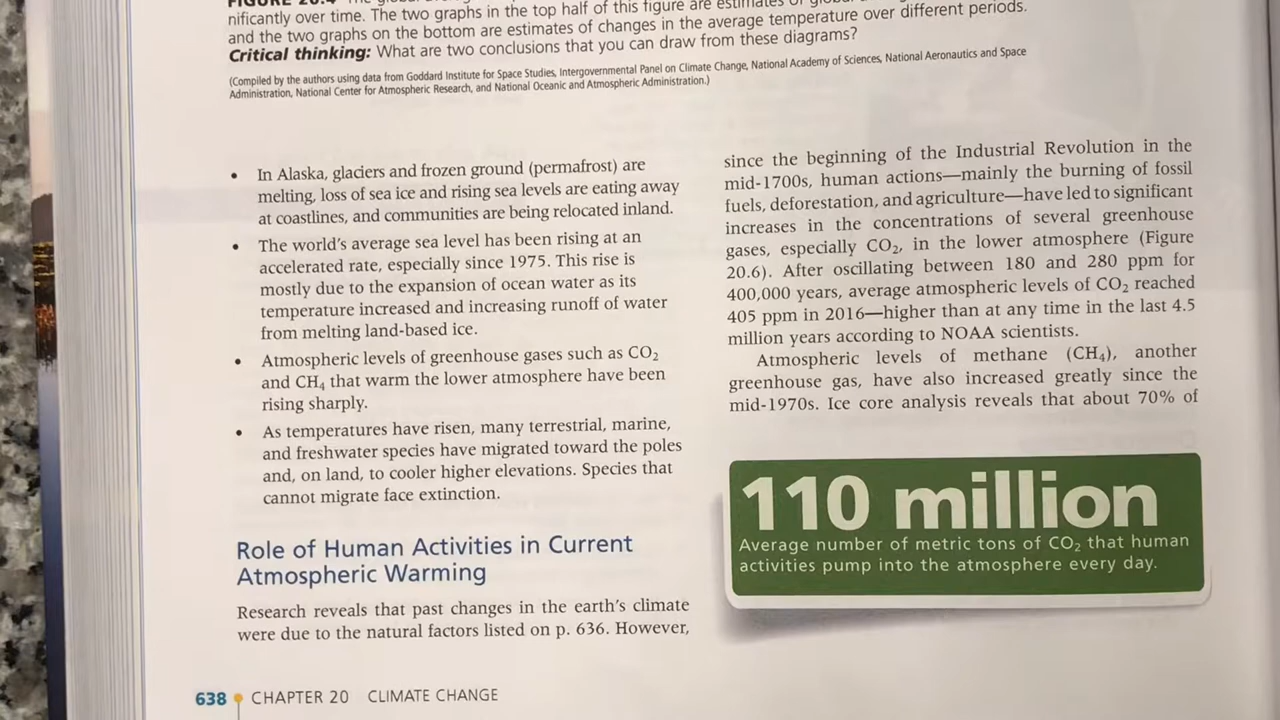 nificantly over time. The two graphs in the top half of this figure are estimates of
and the two graphs on the bottom are estimates of changes in the average temperature over different periods.
Critical thinking: What are two conclusions that you can draw from these diagrams?
(Compiled by the authors using data from Goddard Institute for Space Studies, Intergovernmental Panel on Climate Change, National Academy of Sciences, National Aeronautics and Space
Administration, National Center for Atmospheric Research, and National Oceanic and Atmospheric Administration.)
• In Alaska, glaciers and frozen ground (permafrost) are
melting, loss of sea ice and rising sea levels are eating away
at coastlines, and communities are being relocated inland.
• The world's average sea level has been rising at an
accelerated rate, especially since 1975. This rise is
mostly due to the expansion of ocean water as its
temperature increased and increasing runoff of water
from melting land-based ice.
• Atmospheric levels of greenhouse gases such as CO₂
and CH₄ that warm the lower atmosphere have been
rising sharply.
• As temperatures have risen, many terrestrial, marine,
and freshwater species have migrated toward the poles
and, on land, to cooler higher elevations. Species that
cannot migrate face extinction.
Role of Human Activities in Current
Atmospheric Warming
Research reveals that past changes in the earth's climate
were due to the natural factors listed on p. 636. However,
since the beginning of the Industrial Revolution in the
mid-1700s, human actions—mainly the burning of fossil
fuels, deforestation, and agriculture—have led to significant
increases in the concentrations of several greenhouse
gases, especially CO₂, in the lower atmosphere (Figure
20.6). After oscillating between 180 and 280 ppm for
400,000 years, average atmospheric levels of CO₂ reached
405 ppm in 2016—higher than at any time in the last 4.5
million years according to NOAA scientists.
Atmospheric levels of methane (CH₄), another
greenhouse gas, have also increased greatly since the
mid-1970s. Ice core analysis reveals that about 70% of
110 million
Average number of metric tons of CO₂ that human
activities pump into the atmosphere every day.
638 CHAPTER 20 CLIMATE CHANGE